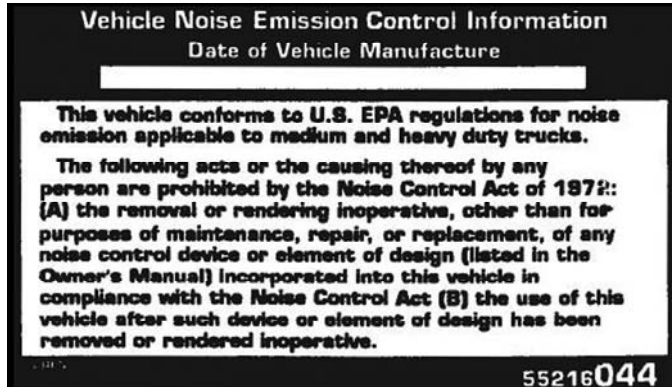 Vehicle Noise Emission Control Information
Date of Vehicle Manufacture
This vehicle conforms to U.S. EPA regulations for noise
emission applicable to medium and heavy duty trucks.
The following acts or the causing thereof by any
person are prohibited by the Noise Control Act of 1972:
(A) the removal or rendering inoperative, other than for
purposes of maintenance, repair, or replacement, of any
noise control device or element of design (listed in the
Owner's Manual) incorporated into this vehicle in
compliance with the Noise Control Act (B) the use of this
vehicle after such device or element of design has been
removed or rendered inoperative.
55216044